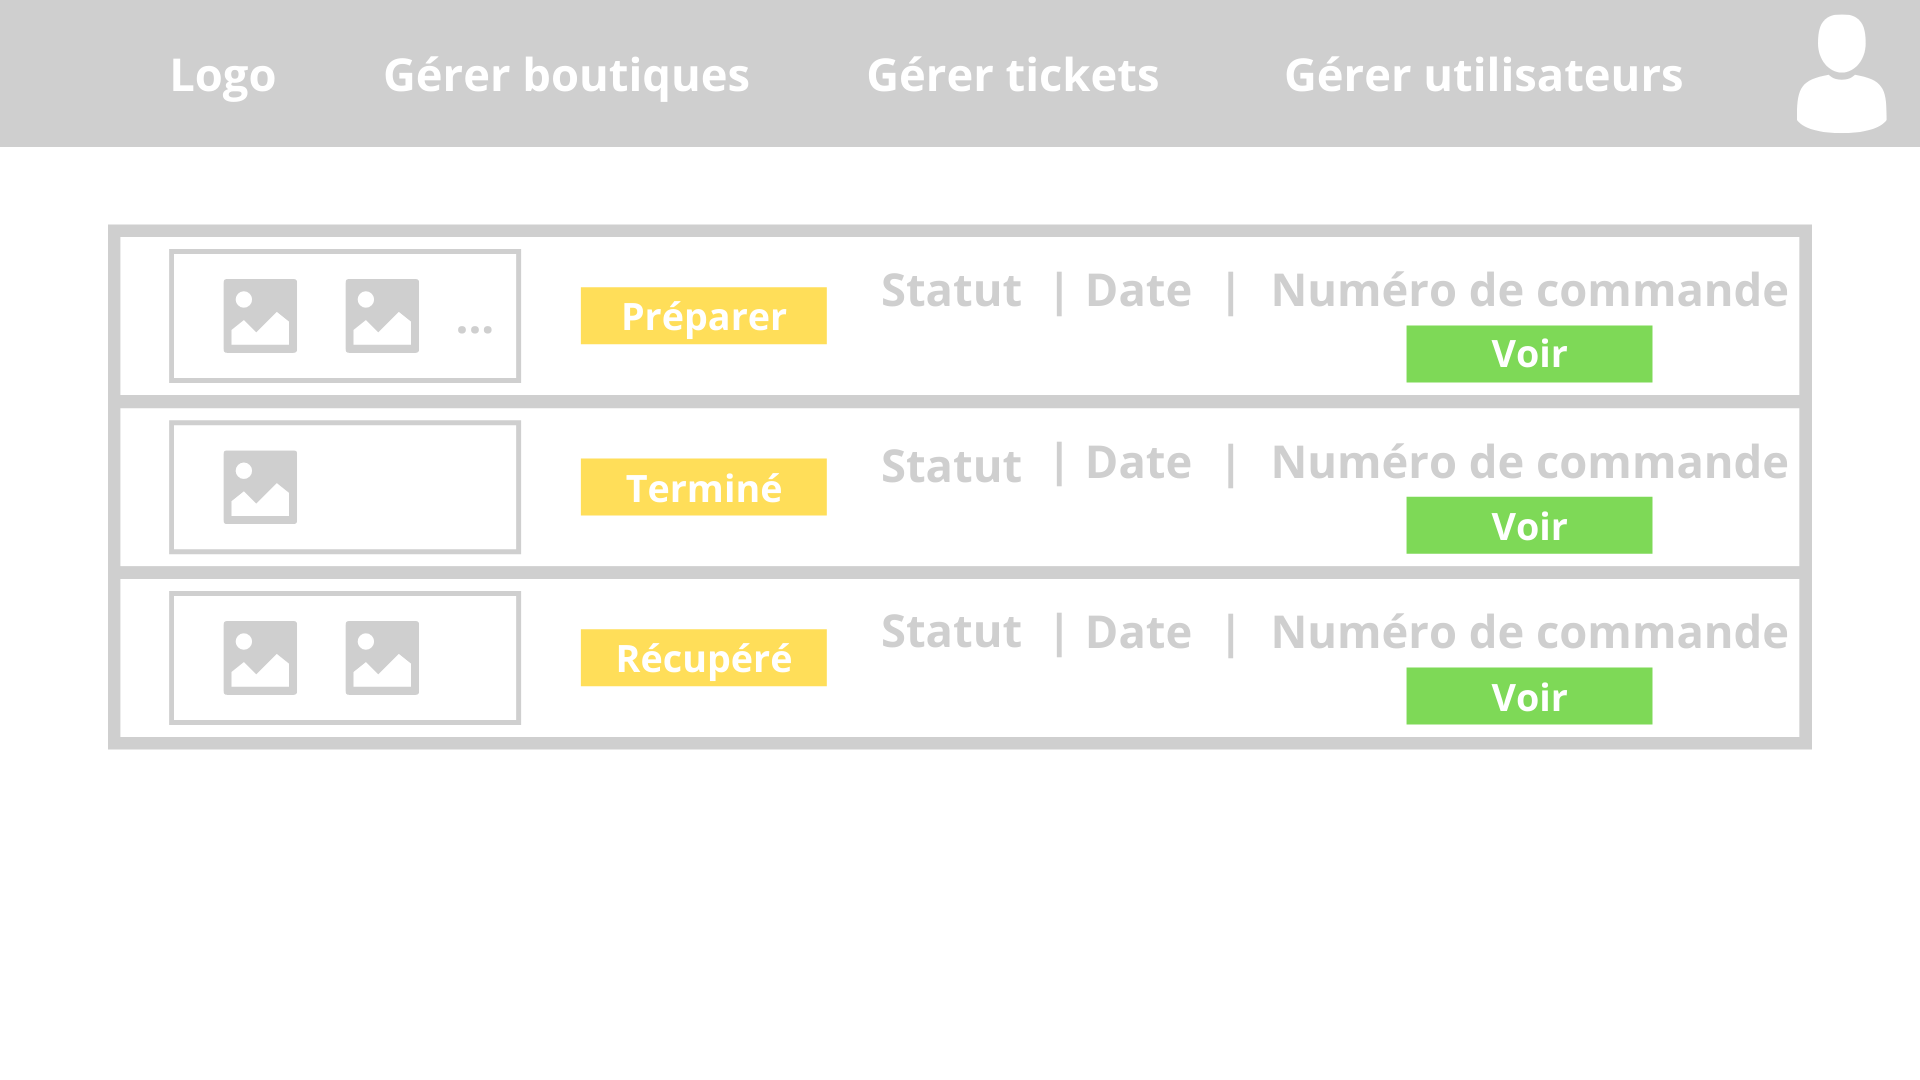 Logo Gérer boutiques Gérer tickets Gérer utilisateurs
... Préparer Statut | Date | Numéro de commande
Voir
Terminé Statut | Date | Numéro de commande
Voir
Récupéré Statut | Date | Numéro de commande
Voir